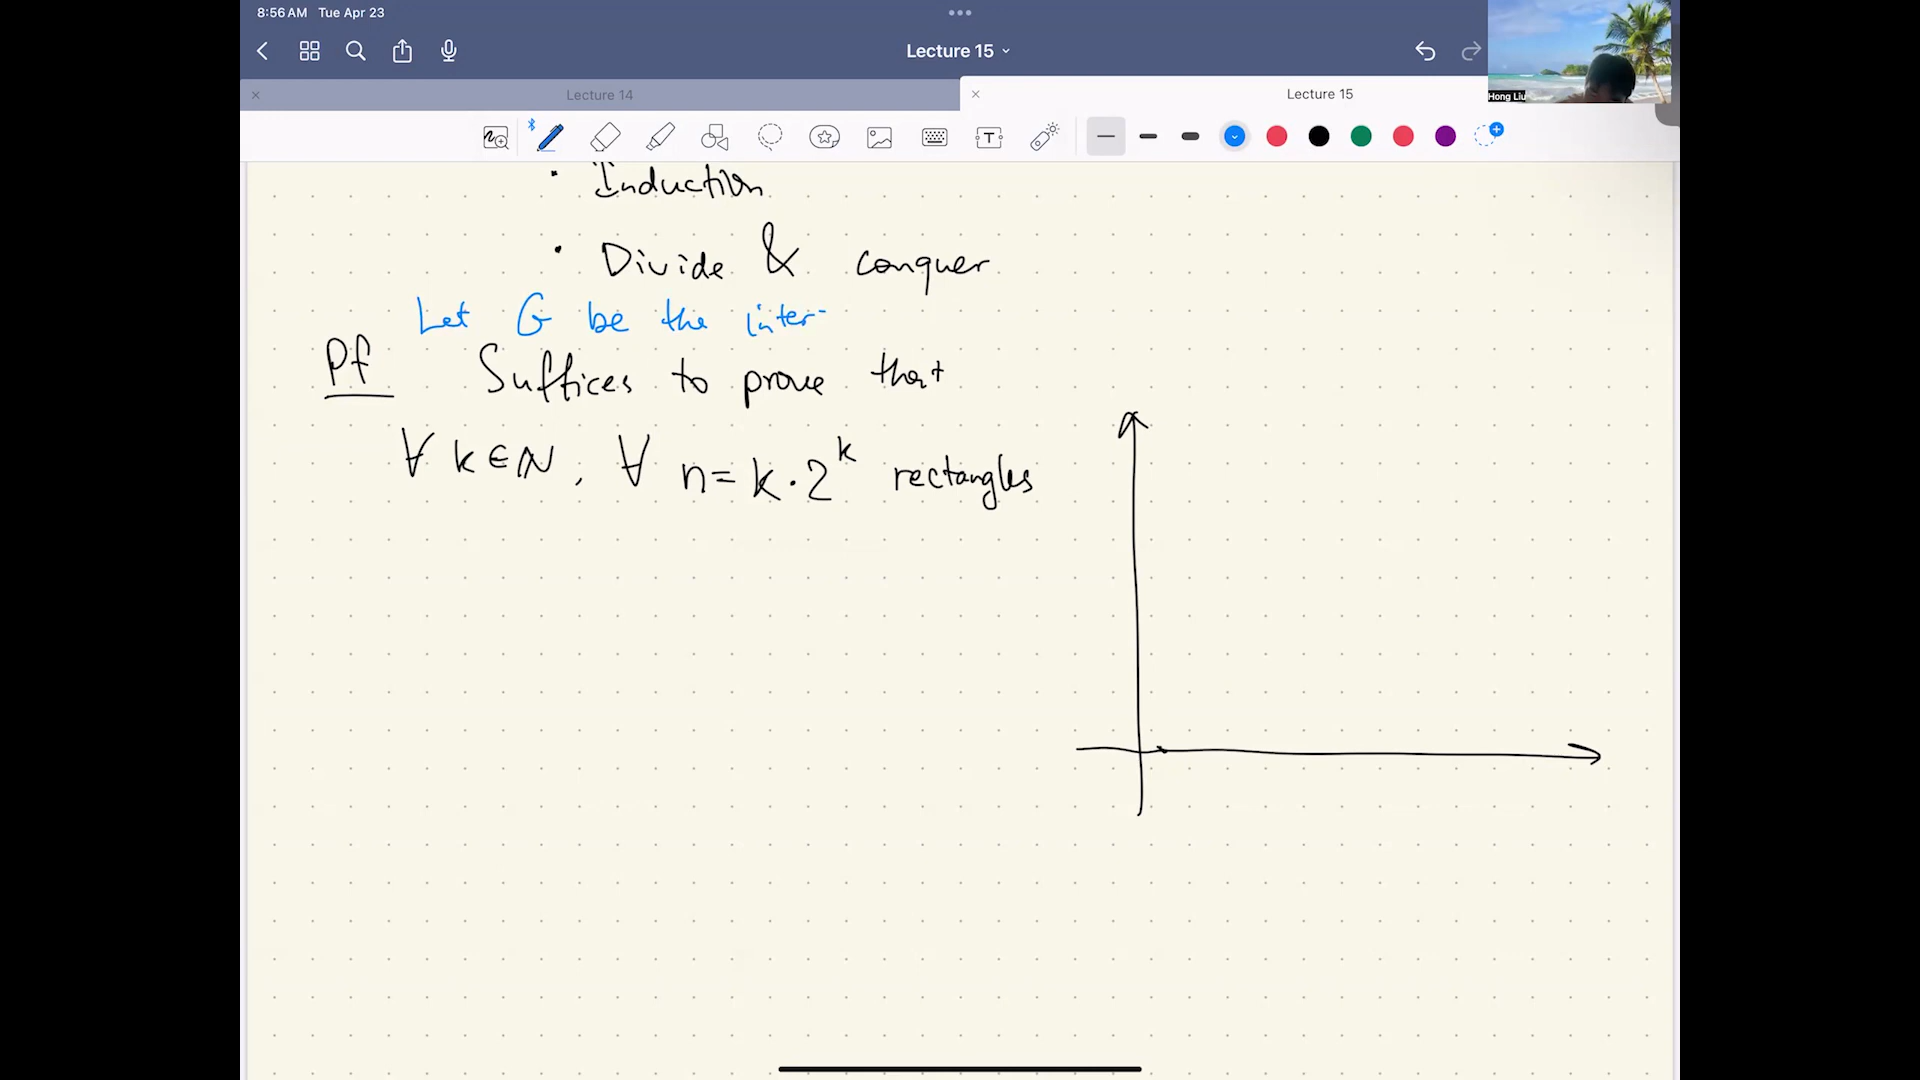 8:56 AM Tue Apr 23
Lecture 15
Lecture 14
Lecture 15
Hong Liu
• Induction
• Divide & conquer
Let G be the inter-
Pf Suffices to prove that
∀ k ∈ N, ∀ n = k · 2^k rectangles